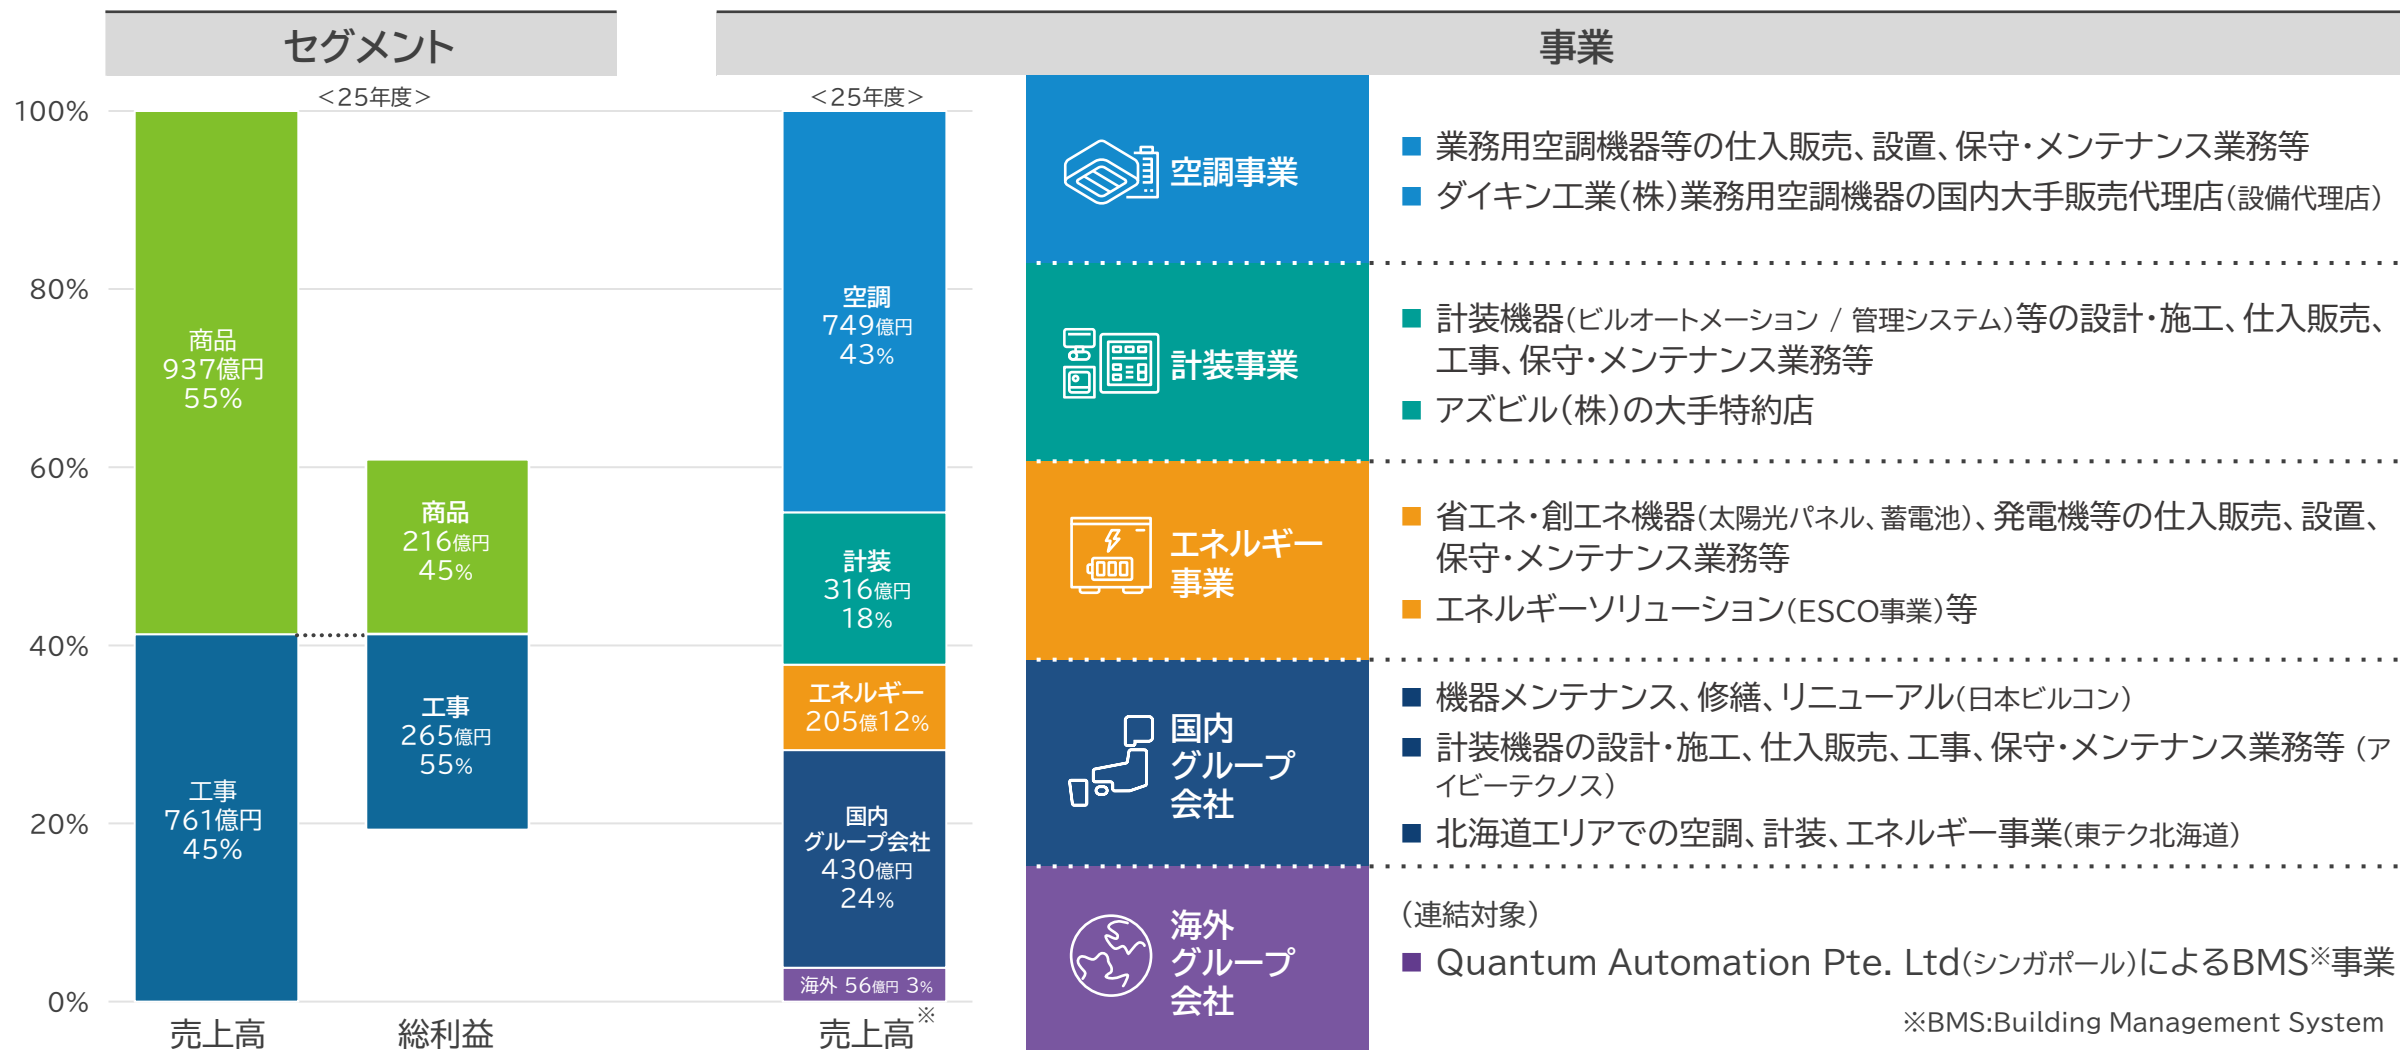 セグメント
＜25年度＞
100%
80%
60%
40%
20%
0%
商品
937億円
55%
工事
761億円
45%
商品
216億円
45%
工事
265億円
55%
売上高
総利益
事業
＜25年度＞
空調
749億円
43%
計装
316億円
18%
エネルギー
205億12%
国内
グループ会社
430億円
24%
海外 56億円 3%
売上高※
空調事業
■ 業務用空調機器等の仕入販売、設置、保守・メンテナンス業務等
■ ダイキン工業（株）業務用空調機器の国内大手販売代理店（設備代理店）
計装事業
■ 計装機器（ビルオートメーション / 管理システム）等の設計・施工、仕入販売、
工事、保守・メンテナンス業務等
■ アズビル（株）の大手特約店
エネルギー
事業
■ 省エネ・創エネ機器（太陽光パネル、蓄電池）、発電機等の仕入販売、設置、
保守・メンテナンス業務等
■ エネルギーソリューション（ESCO事業）等
国内
グループ
会社
■ 機器メンテナンス、修繕、リニューアル（日本ビルコン）
■ 計装機器の設計・施工、仕入販売、工事、保守・メンテナンス業務等 （ア
イビーテクノス）
■ 北海道エリアでの空調、計装、エネルギー事業（東テク北海道）
海外
グループ
会社
（連結対象）
■ Quantum Automation Pte. Ltd（シンガポール）によるBMS※事業
※BMS:Building Management System